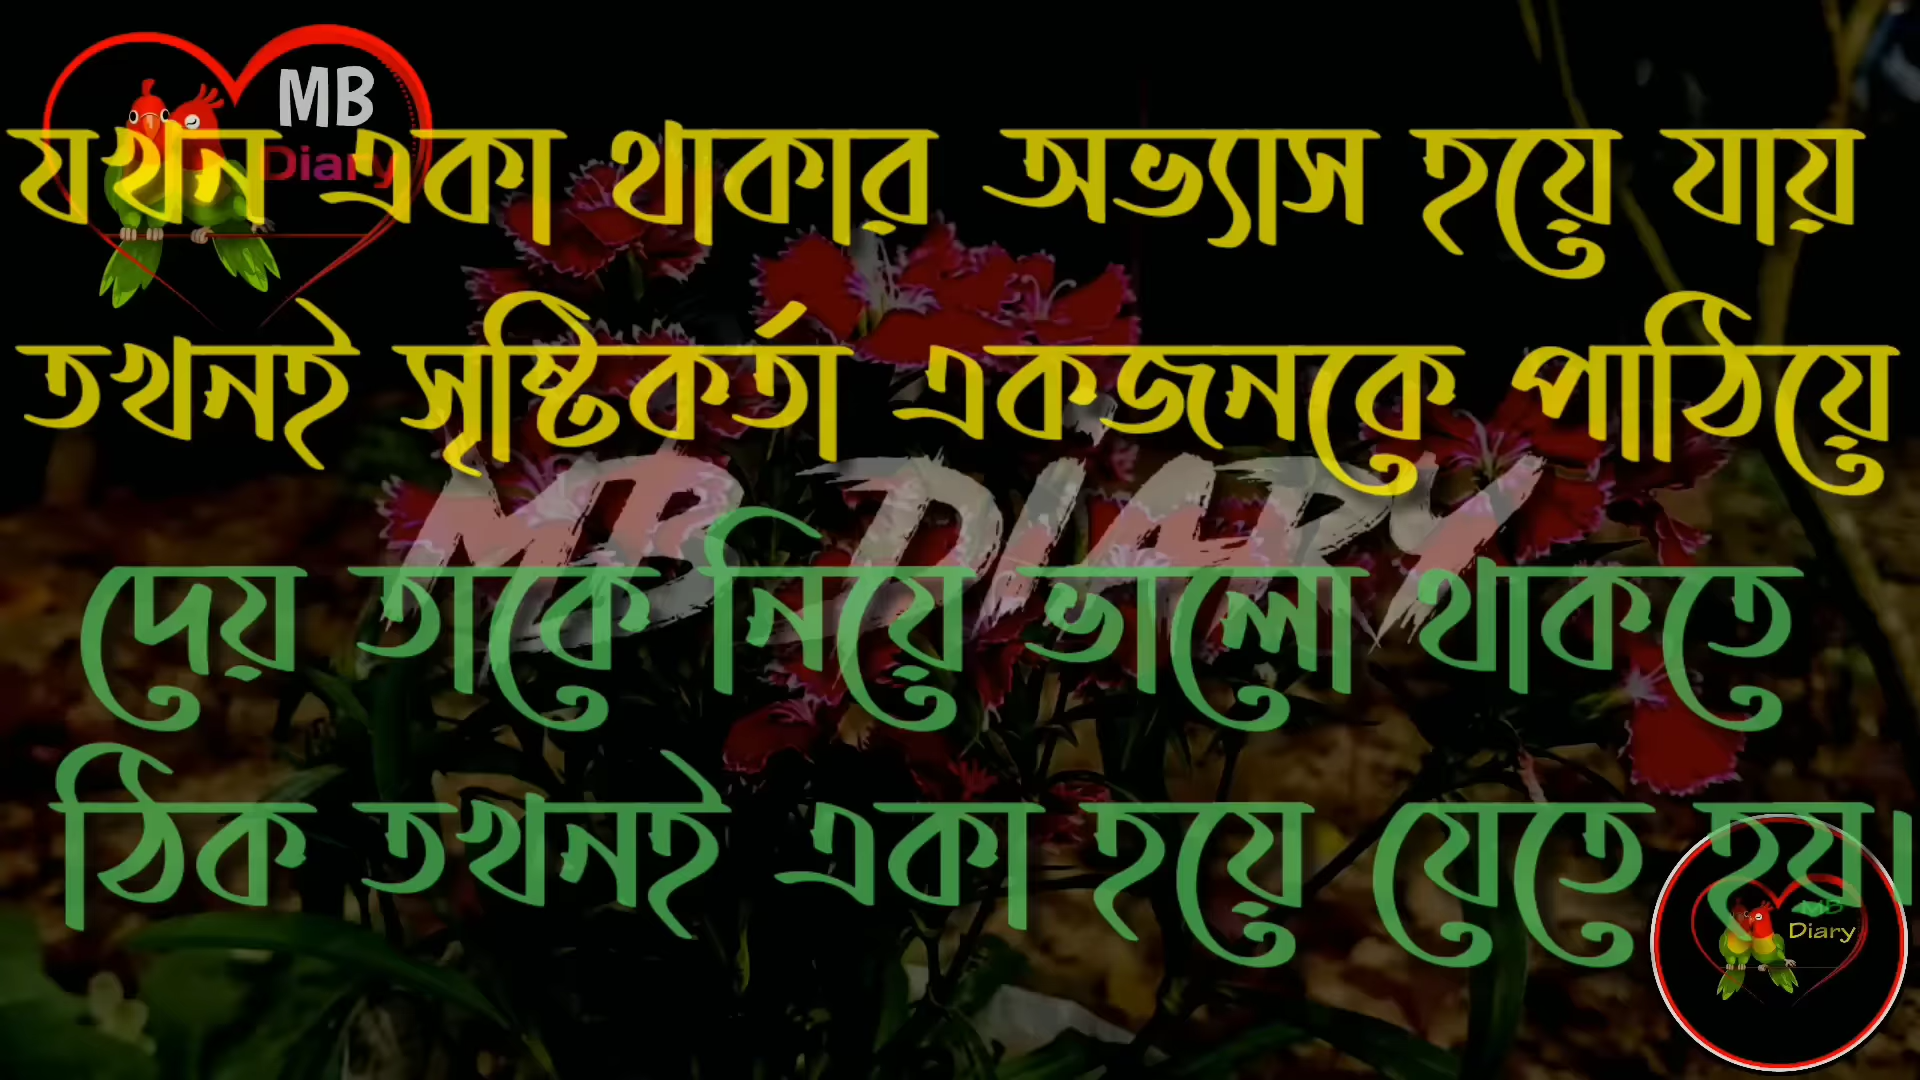 MB
Diary
যখন একা থাকার অভ্যাস হয়ে যায়
তখনই সৃষ্টিকর্তা একজনকে পাঠিয়ে
MB DIARY
দেয় তাকে নিয়ে ভালো থাকতে
ঠিক তখনই একা হয়ে যেতে হয়।
MB
Diary